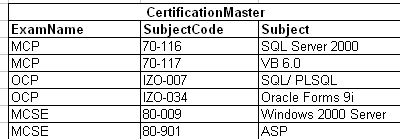 CertificationMaster
ExamName SubjectCode Subject
MCP 70-116 SQL Server 2000
MCP 70-117 VB 6.0
OCP IZO-007 SQL/ PLSQL
OCP IZO-034 Oracle Forms 9i
MCSE 80-009 Windows 2000 Server
MCSE 80-901 ASP